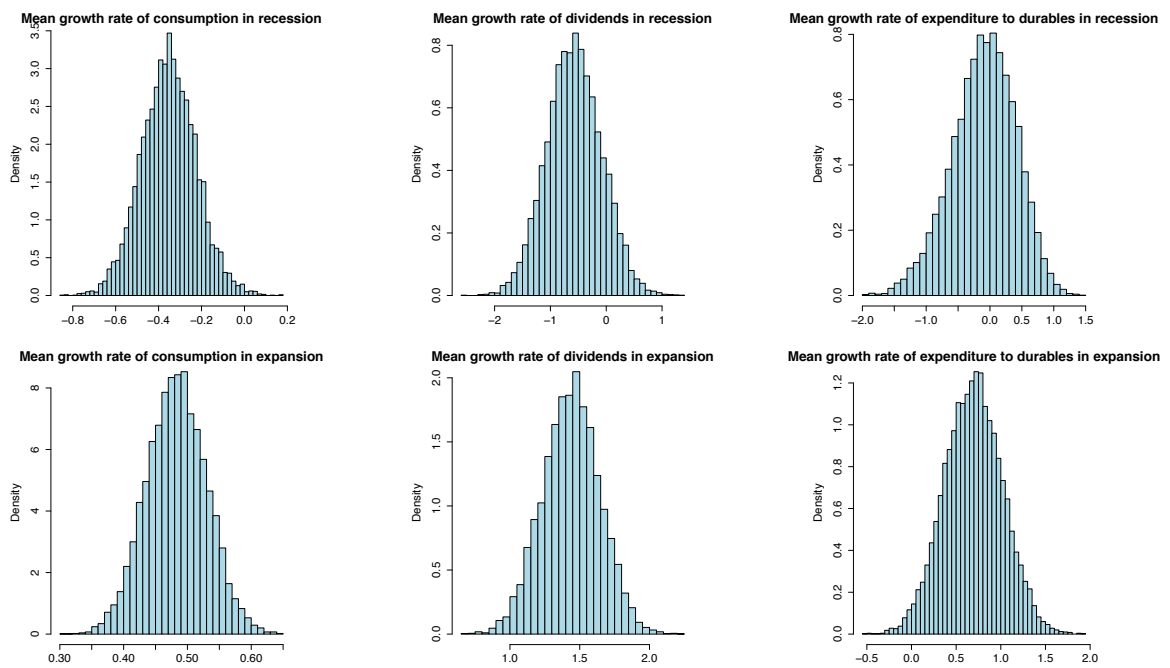 Mean growth rate of consumption in recession
Density
0.0 0.5 1.0 1.5 2.0 2.5 3.0 3.5
−0.8 −0.6 −0.4 −0.2 0.0 0.2
Mean growth rate of dividends in recession
Density
0.0 0.2 0.4 0.6 0.8
−2 −1 0 1
Mean growth rate of expenditure to durables in recession
Density
0.0 0.2 0.4 0.6 0.8
−2.0 −1.0 0.0 0.5 1.0 1.5
Mean growth rate of consumption in expansion
Density
0 2 4 6 8
0.30 0.40 0.50 0.60
Mean growth rate of dividends in expansion
Density
0.0 0.5 1.0 1.5 2.0
1.0 1.5 2.0
Mean growth rate of expenditure to durables in expansion
Density
0.0 0.2 0.4 0.6 0.8 1.0 1.2
−0.5 0.0 0.5 1.0 1.5 2.0